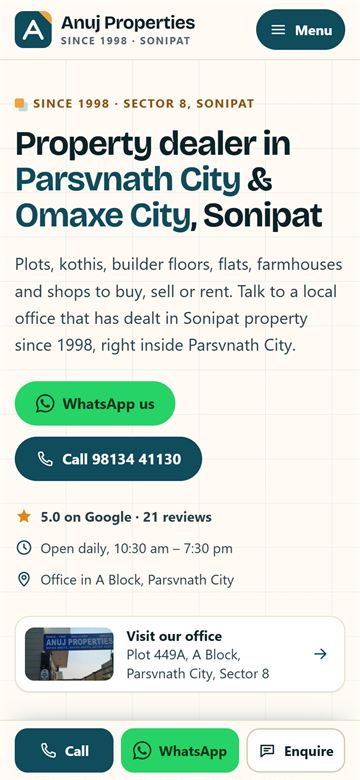 Anuj Properties
SINCE 1998 · SONIPAT
Menu
SINCE 1998 · SECTOR 8, SONIPAT
Property dealer in
Parsvnath City &
Omaxe City, Sonipat
Plots, kothis, builder floors, flats, farmhouses
and shops to buy, sell or rent. Talk to a local
office that has dealt in Sonipat property
since 1998, right inside Parsvnath City.
WhatsApp us
Call 98134 41130
5.0 on Google · 21 reviews
Open daily, 10:30 am – 7:30 pm
Office in A Block, Parsvnath City
ANUJ PROPERTIES
Visit our office
Plot 449A, A Block,
Parsvnath City, Sector 8
Call
WhatsApp
Enquire